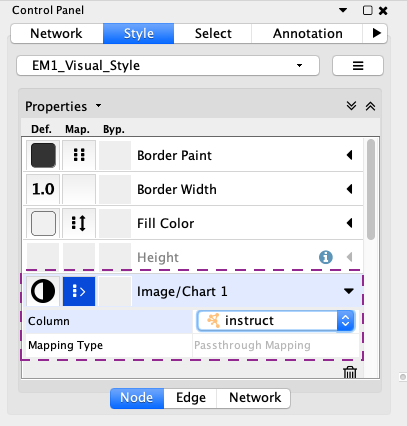 Control Panel
Network Style Select Annotation
EM1_Visual_Style
Properties
Def. Map. Byp.
Border Paint
1.0 Border Width
Fill Color
Height i
Image/Chart 1
Column instruct
Mapping Type Passthrough Mapping
Node Edge Network